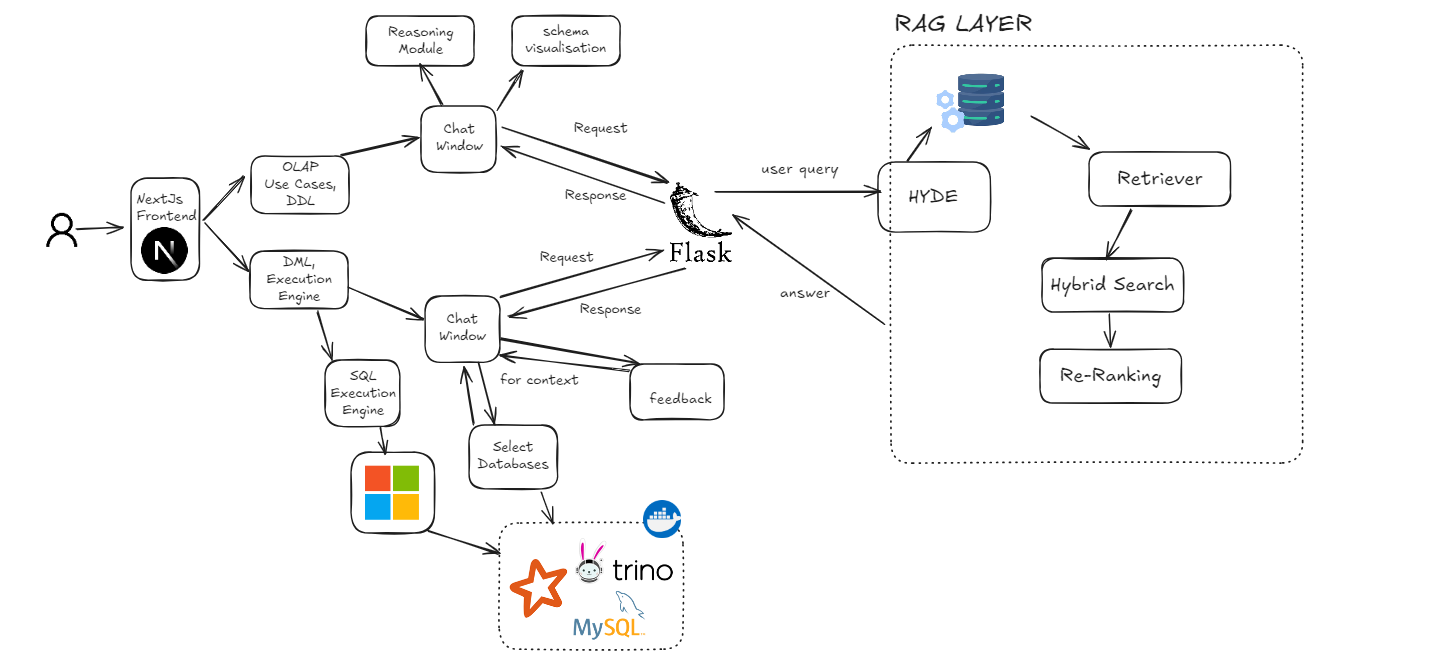 RAG LAYER
Reasoning
Module
schema
visualisation
Chat
Window
Request
Response
OLAP
Use Cases,
DDL
NextJs
Frontend
N
DML,
Execution
Engine
Flask
user query
HYDE
Retriever
Hybrid Search
Re-Ranking
answer
Request
Response
Chat
Window
for context
feedback
SQL
Execution
Engine
Select
Databases
trino
MySQL